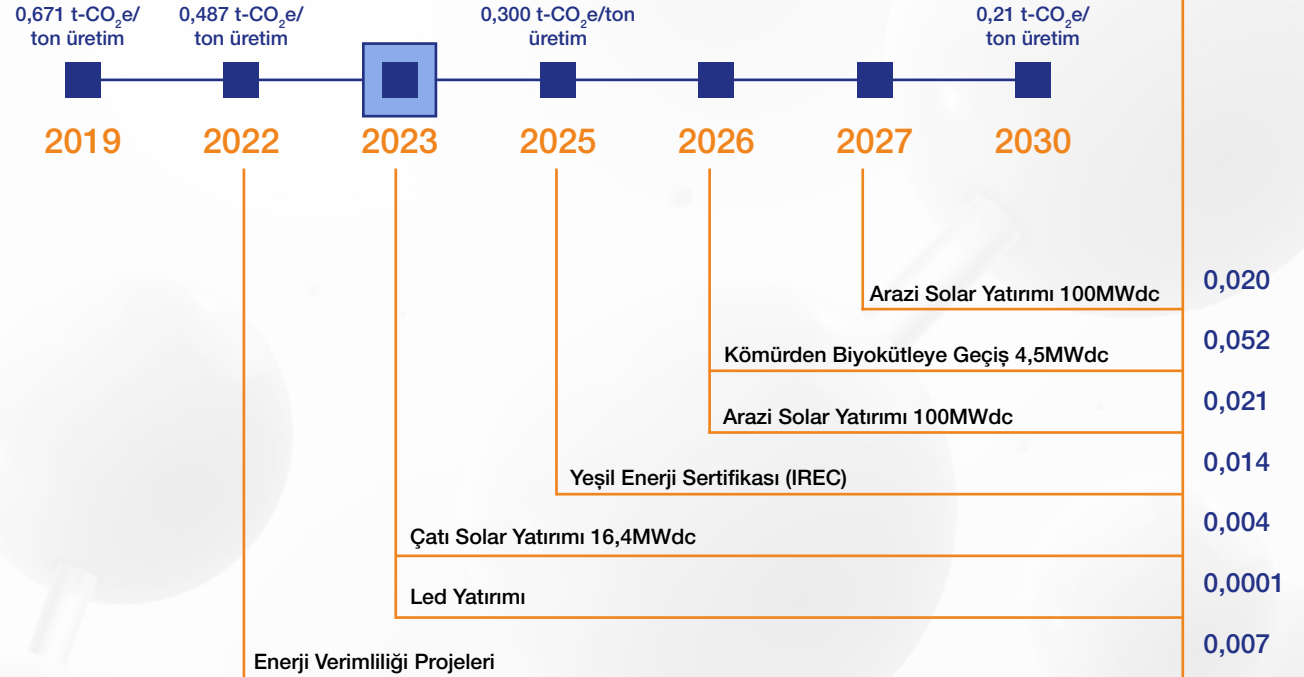 0,671 t-CO₂e/
ton üretim
0,487 t-CO₂e/
ton üretim
0,300 t-CO₂e/ton
üretim
0,21 t-CO₂e/
ton üretim
2019
2022
2023
2025
2026
2027
2030
Arazi Solar Yatırımı 100MWdc
0,020
Kömürden Biyokütleye Geçiş 4,5MWdc
0,052
Arazi Solar Yatırımı 100MWdc
0,021
Yeşil Enerji Sertifikası (IREC)
0,014
Çatı Solar Yatırımı 16,4MWdc
0,004
Led Yatırımı
0,0001
Enerji Verimliliği Projeleri
0,007